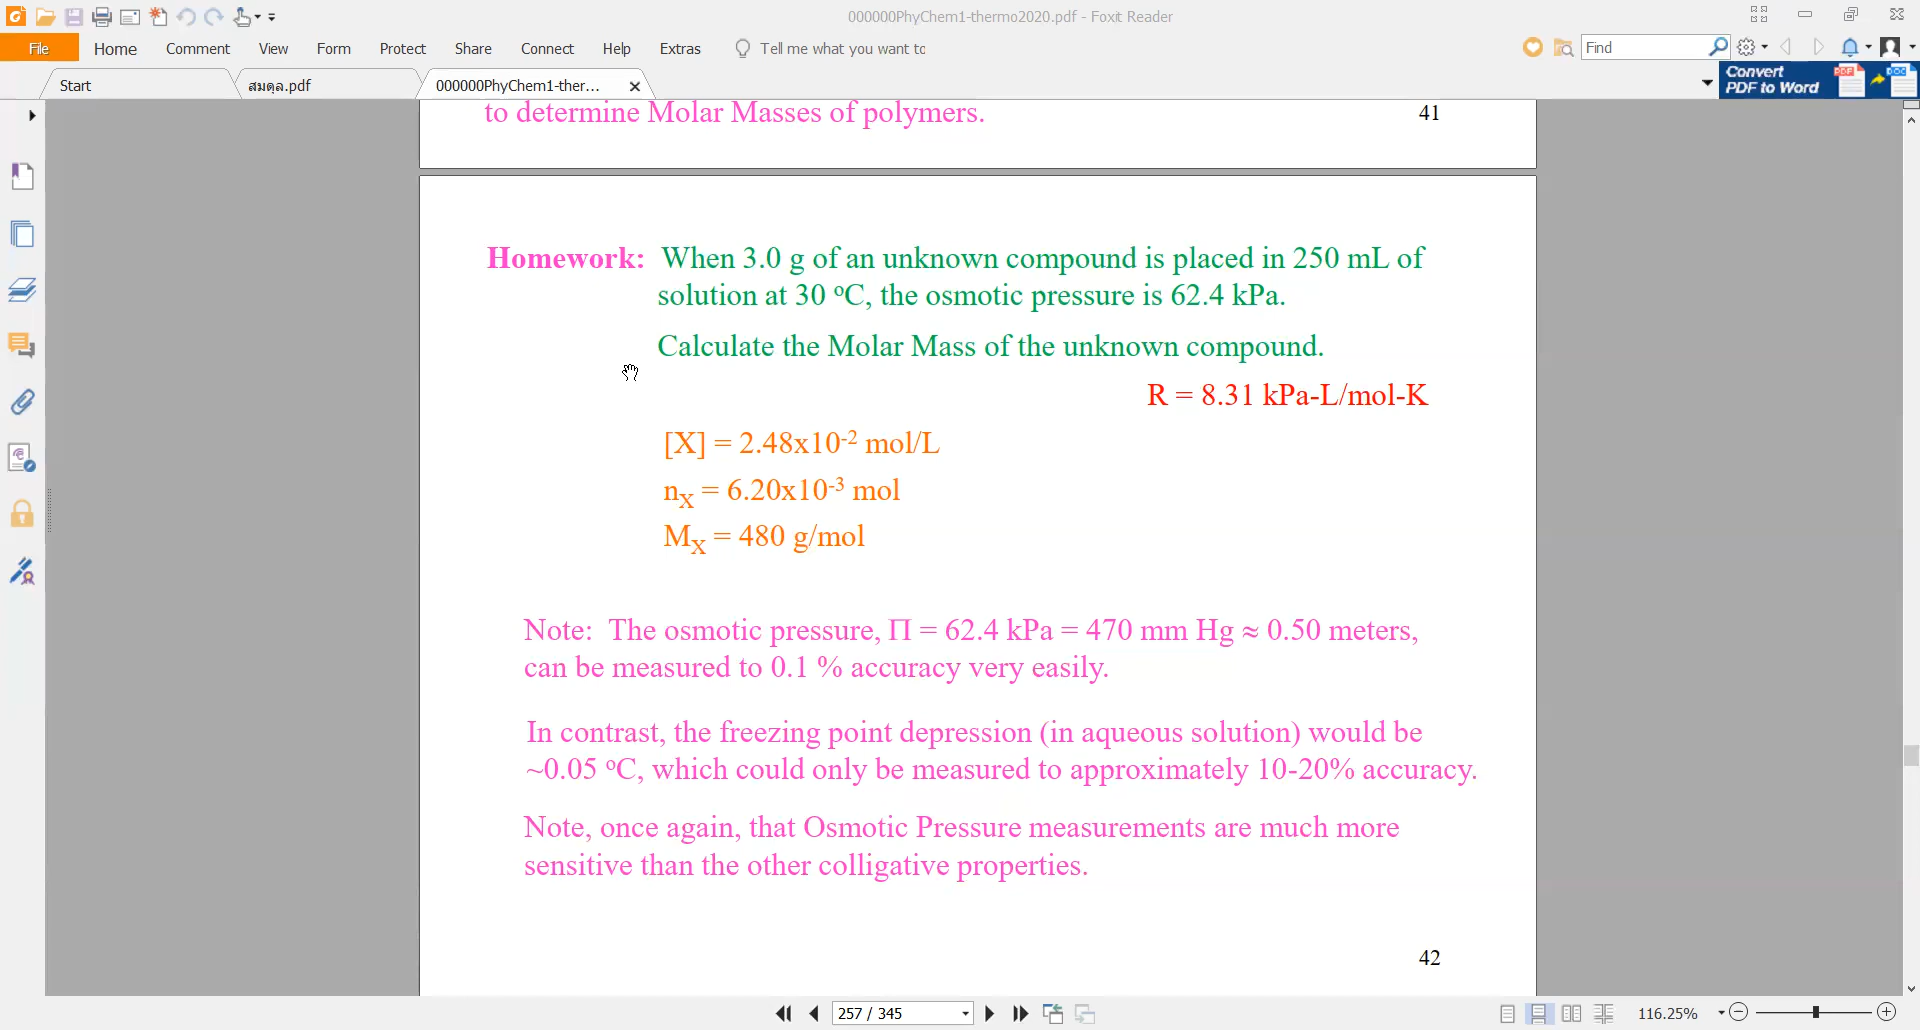 000000PhyChem1-thermo2020.pdf - Foxit Reader
File Home Comment View Form Protect Share Connect Help Extras Tell me what you want to Find
Start สมดุล.pdf 000000PhyChem1-ther... Convert PDF to Word
to determine Molar Masses of polymers. 41
Homework: When 3.0 g of an unknown compound is placed in 250 mL of
solution at 30 ºC, the osmotic pressure is 62.4 kPa.
Calculate the Molar Mass of the unknown compound.
R = 8.31 kPa-L/mol-K
[X] = 2.48x10⁻² mol/L
nₓ = 6.20x10⁻³ mol
Mₓ = 480 g/mol
Note: The osmotic pressure, Π = 62.4 kPa = 470 mm Hg ≈ 0.50 meters,
can be measured to 0.1 % accuracy very easily.
In contrast, the freezing point depression (in aqueous solution) would be
~0.05 ºC, which could only be measured to approximately 10-20% accuracy.
Note, once again, that Osmotic Pressure measurements are much more
sensitive than the other colligative properties.
42
257 / 345 116.25%